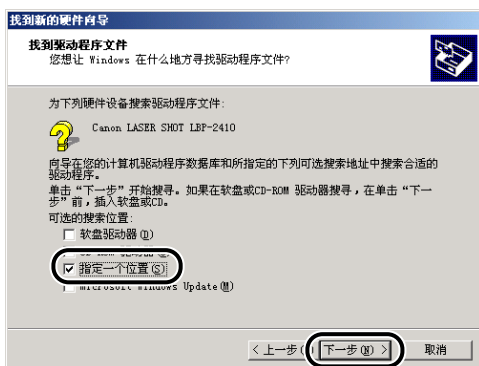 找到新的硬件向导
找到驱动程序文件
您想让 Windows 在什么地方寻找驱动程序文件?
为下列硬件设备搜索驱动程序文件:
Canon LASER SHOT LBP-2410
向导在您的计算机驱动程序数据库和所指定的下列可选搜索地址中搜索合适的
驱动程序。
单击“下一步”开始搜寻。如果在软盘或CD-ROM 驱动器搜寻，在单击“下一
步”前，插入软盘或CD。
可选的搜索位置:
软盘驱动器(D)
指定一个位置(S)
Microsoft Windows Update(M)
< 上一步( 下一步(N) > 取消